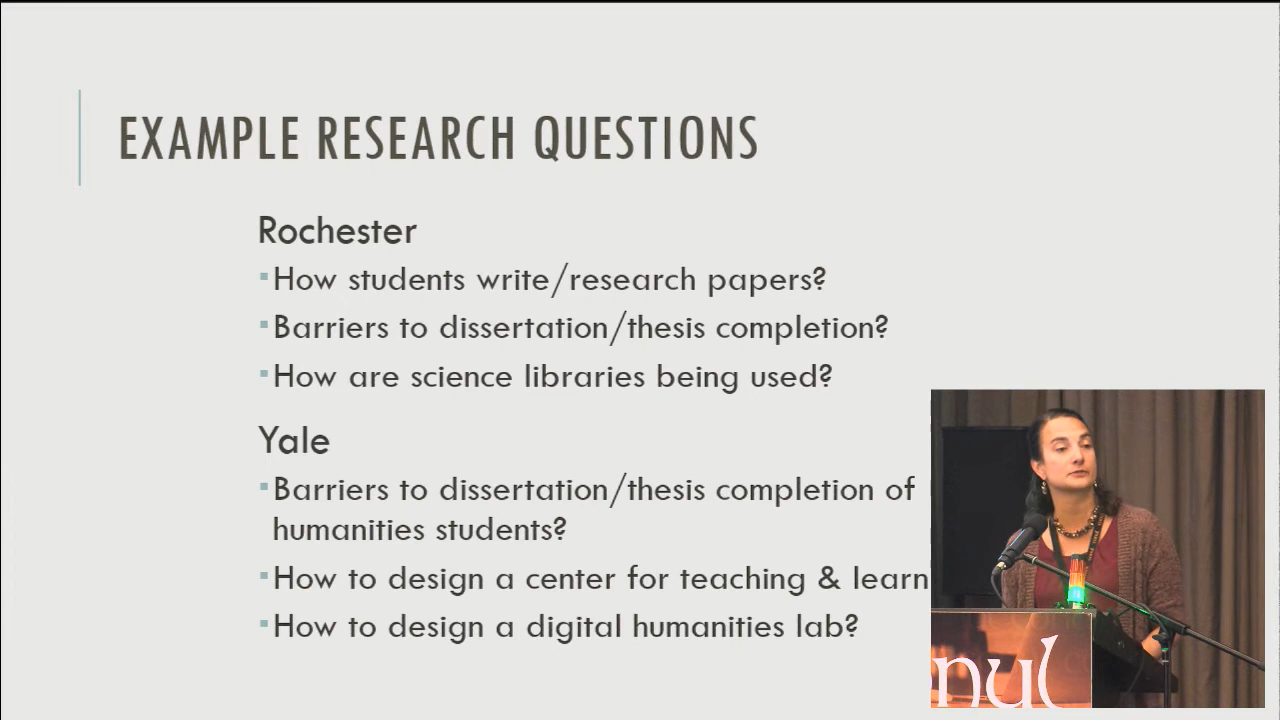 EXAMPLE RESEARCH QUESTIONS
Rochester
▪How students write/research papers?
▪Barriers to dissertation/thesis completion?
▪How are science libraries being used?
Yale
▪Barriers to dissertation/thesis completion of
humanities students?
▪How to design a center for teaching & learn
▪How to design a digital humanities lab?
nul